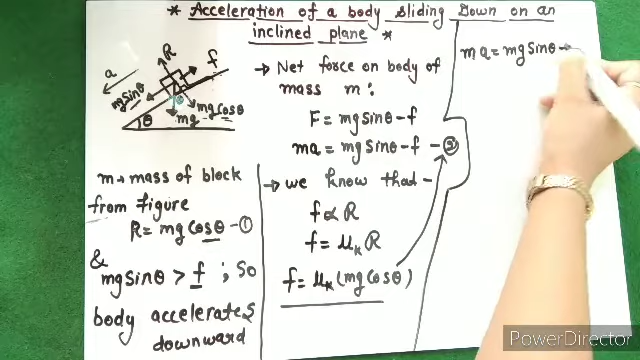 * Acceleration of a body Sliding Down on an
inclined plane *
R
f
a
mg Sinθ
mg Cosθ
mg
θ
θ
m → mass of block
from figure
R = mg Cosθ - ①
& mg Sinθ > f ; So
body accelerates
downward
→ Net force on body of
mass m :
F = mg Sinθ - f
ma = mg Sinθ - f - ②
→ we know that -
f ∝ R
f = μₖ R
f = μₖ (mg Cosθ)
ma = mg Sinθ -
PowerDirector